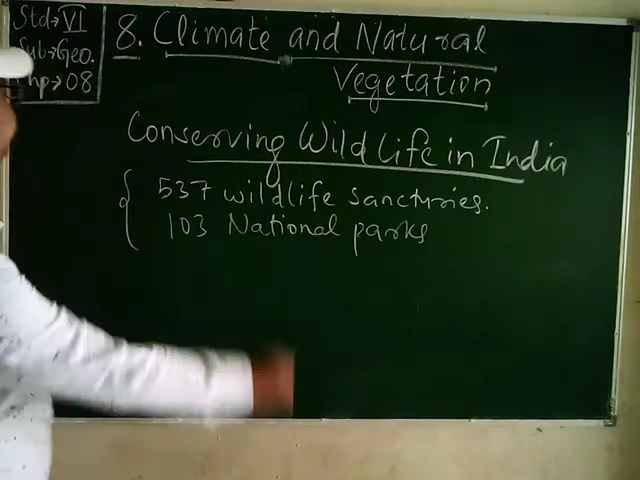 Std→VI
Sub→Geo.
Chp→08
8. Climate and Natural
Vegetation
Conserving Wild Life in India
537 wildlife sancturies.
103 National parks